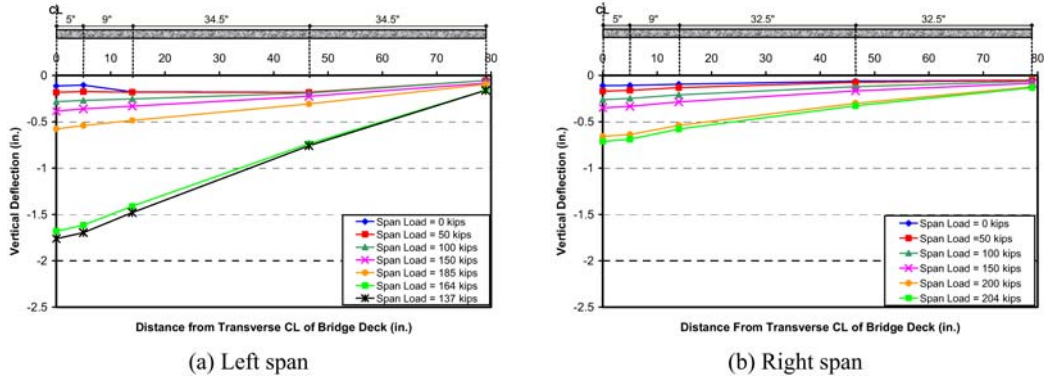 CL
5" 9" 34.5" 34.5"
0 10 20 30 40 50 60 70 80
0
-0.5
-1
-1.5
-2
-2.5
Vertical Deflection (in.)
Span Load = 0 kips
Span Load = 50 kips
Span Load = 100 kips
Span Load = 150 kips
Span Load = 185 kips
Span Load = 164 kips
Span Load = 137 kips
Distance from Transverse CL of Bridge Deck (in.)
(a) Left span
CL
5" 9" 32.5" 32.5"
0 10 20 30 40 50 60 70 80
0
-0.5
-1
-1.5
-2
-2.5
Vertical Deflection (in.)
Span Load = 0 kips
Span Load =50 kips
Span Load = 100 kips
Span Load = 150 kips
Span Load = 200 kips
Span Load = 204 kips
Distance From Transverse CL of Bridge Deck (in.)
(b) Right span